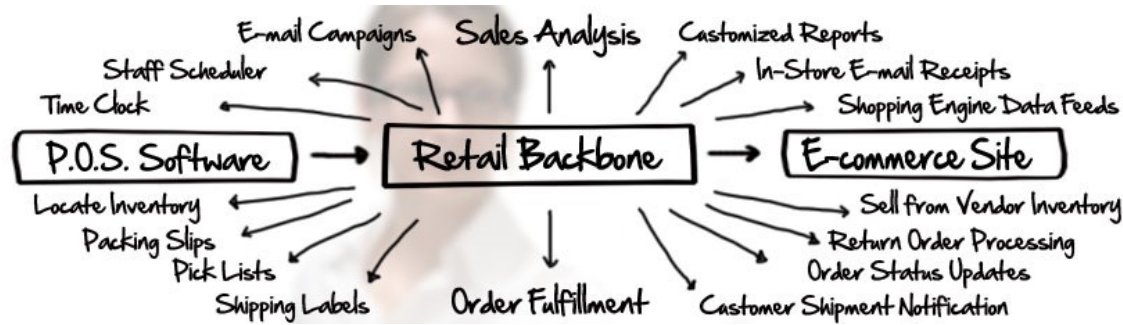 E-mail Campaigns
Sales Analysis
Customized Reports
Staff Scheduler
In-Store E-mail Receipts
Time Clock
Shopping Engine Data Feeds
P.O.S. Software
Retail Backbone
E-commerce Site
Locate Inventory
Sell from Vendor Inventory
Packing Slips
Return Order Processing
Pick Lists
Order Status Updates
Shipping Labels
Order Fulfillment
Customer Shipment Notification